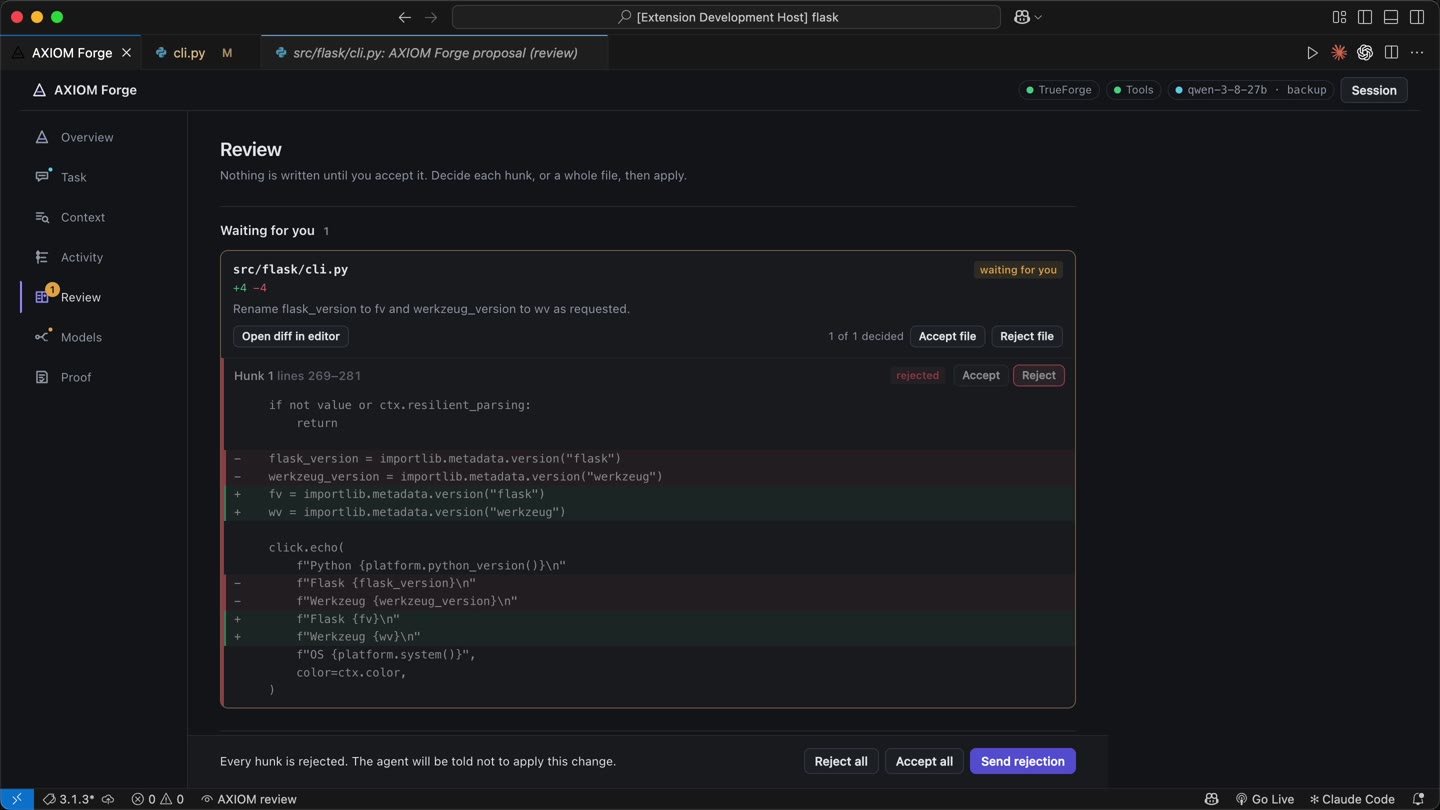 [Extension Development Host] flask
AXIOM Forge
cli.py M
src/flask/cli.py: AXIOM Forge proposal (review)
AXIOM Forge
TrueForge
Tools
qwen-3-8-27b · backup
Session
Overview
Task
Context
Activity
1
Review
Models
Proof
Review
Nothing is written until you accept it. Decide each hunk, or a whole file, then apply.
Waiting for you 1
src/flask/cli.py
waiting for you
+4 −4
Rename flask_version to fv and werkzeug_version to wv as requested.
Open diff in editor
1 of 1 decided
Accept file
Reject file
Hunk 1 lines 269–281
rejected
Accept
Reject
if not value or ctx.resilient_parsing:
return
− flask_version = importlib.metadata.version("flask")
− werkzeug_version = importlib.metadata.version("werkzeug")
+ fv = importlib.metadata.version("flask")
+ wv = importlib.metadata.version("werkzeug")
click.echo(
f"Python {platform.python_version()}\n"
− f"Flask {flask_version}\n"
− f"Werkzeug {werkzeug_version}\n"
+ f"Flask {fv}\n"
+ f"Werkzeug {wv}\n"
f"OS {platform.system()}",
color=ctx.color,
)
Every hunk is rejected. The agent will be told not to apply this change.
Reject all
Accept all
Send rejection
3.1.3*
0
0
AXIOM review
Go Live
Claude Code